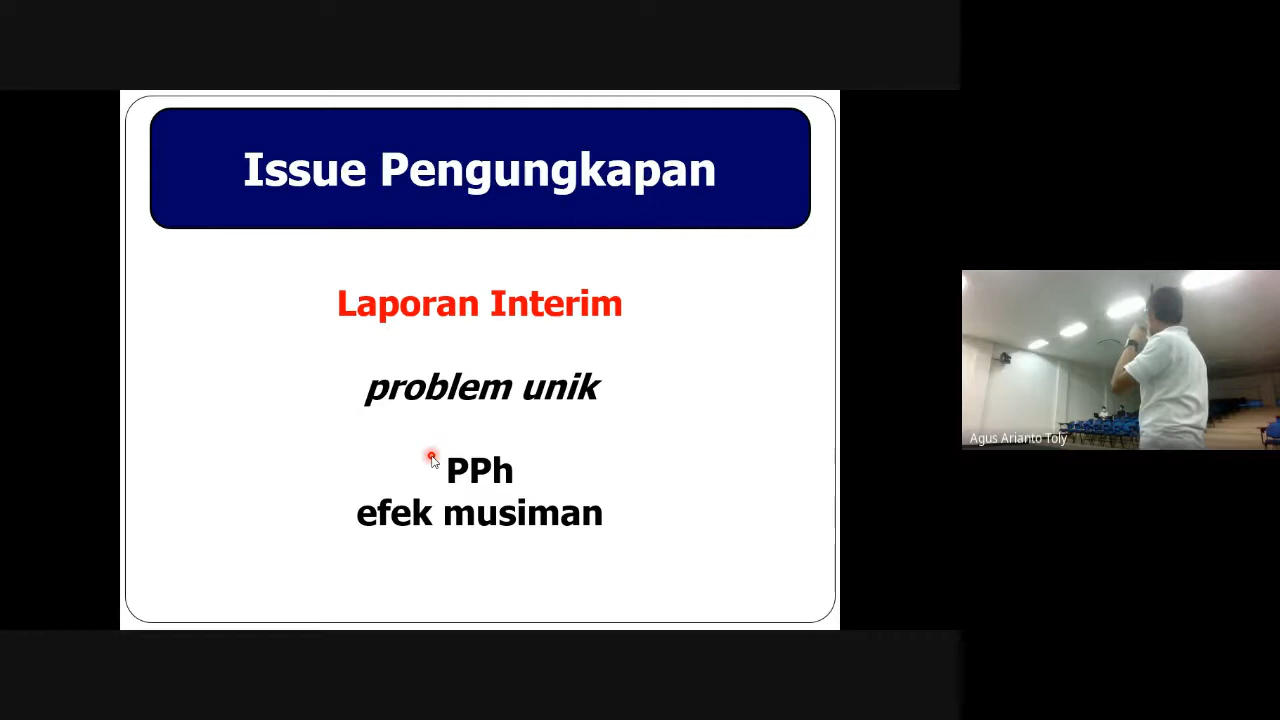 Issue Pengungkapan
Laporan Interim
problem unik
PPh
efek musiman
Agus Arianto Toly